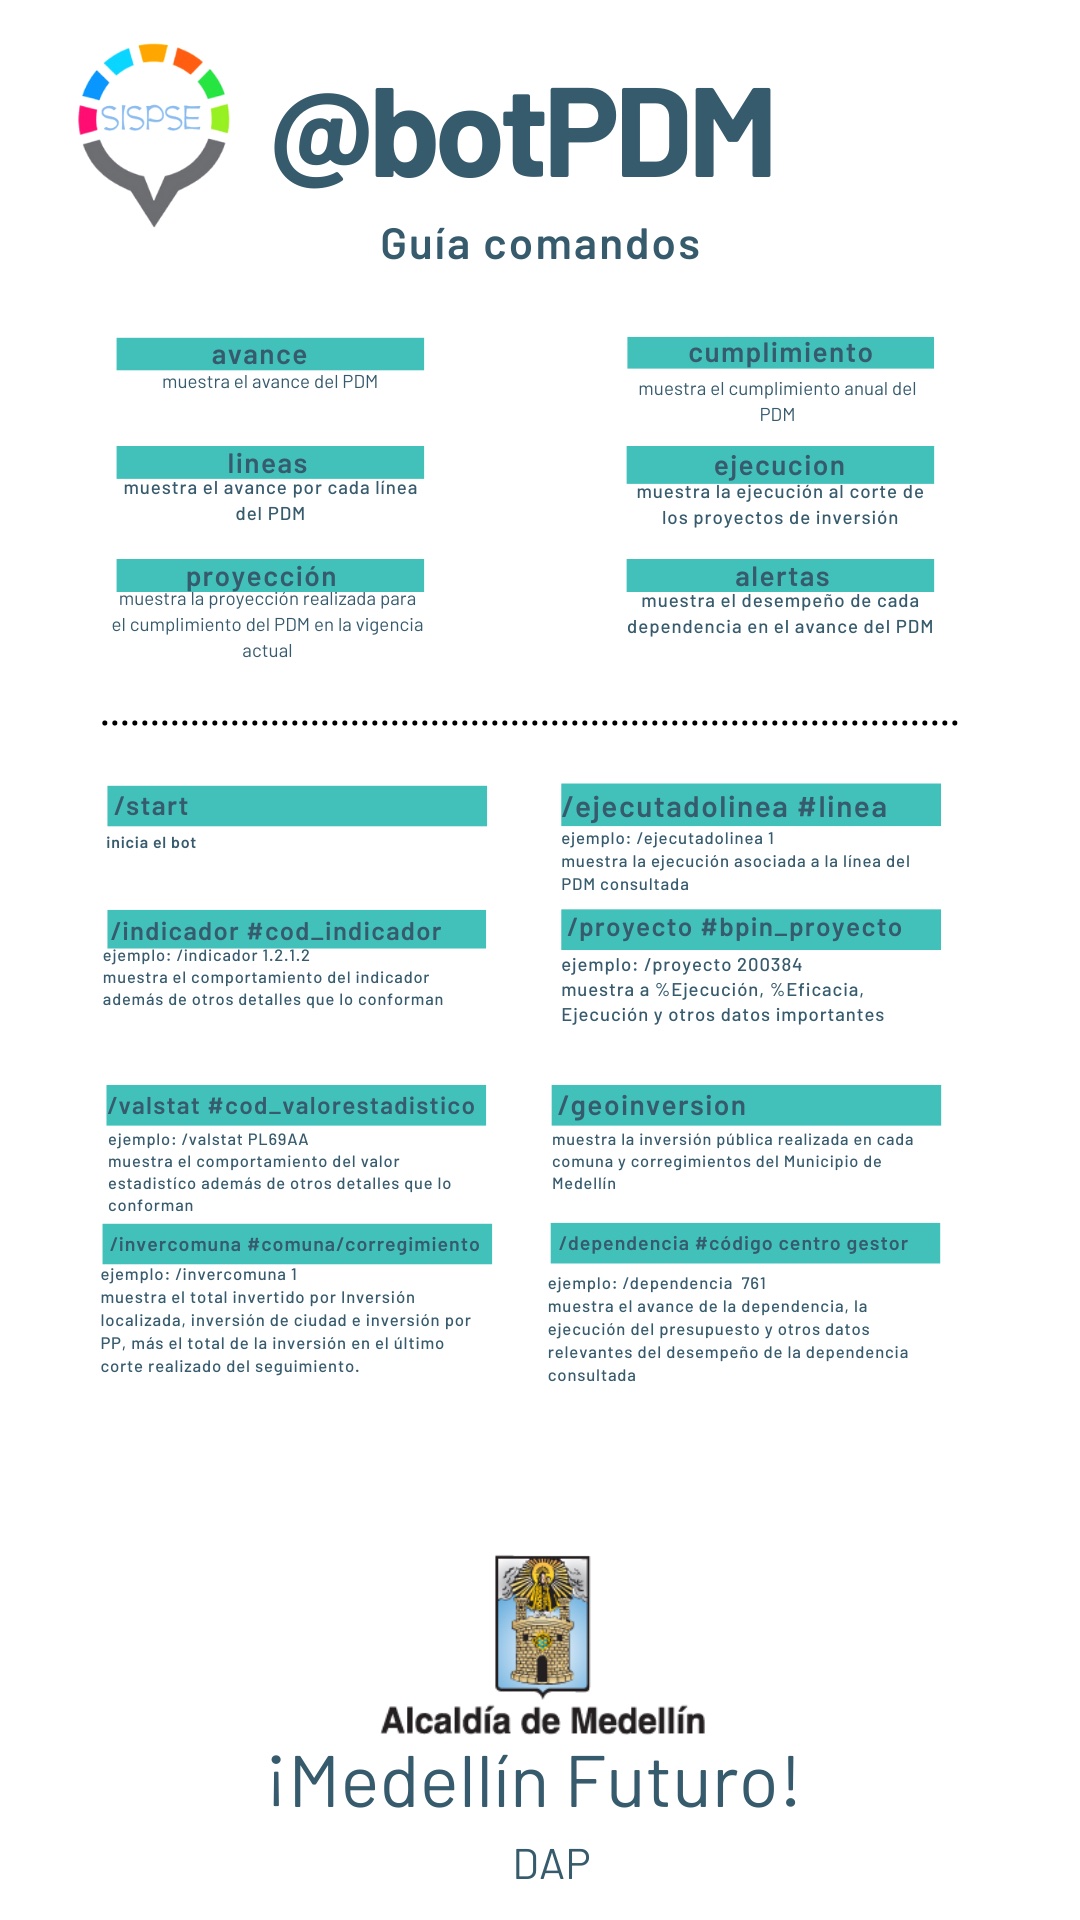 SISPSE
@botPDM
Guía comandos
avance
muestra el avance del PDM
cumplimiento
muestra el cumplimiento anual del
PDM
lineas
muestra el avance por cada línea
del PDM
ejecucion
muestra la ejecución al corte de
los proyectos de inversión
proyección
muestra la proyección realizada para
el cumplimiento del PDM en la vigencia
actual
alertas
muestra el desempeño de cada
dependencia en el avance del PDM
/start
inicia el bot
/ejecutadolinea #linea
ejemplo: /ejecutadolinea 1
muestra la ejecución asociada a la línea del
PDM consultada
/indicador #cod_indicador
ejemplo: /indicador 1.2.1.2
muestra el comportamiento del indicador
además de otros detalles que lo conforman
/proyecto #bpin_proyecto
ejemplo: /proyecto 200384
muestra a %Ejecución, %Eficacia,
Ejecución y otros datos importantes
/valstat #cod_valorestadistico
ejemplo: /valstat PL69AA
muestra el comportamiento del valor
estadistíco además de otros detalles que lo
conforman
/geoinversion
muestra la inversión pública realizada en cada
comuna y corregimientos del Municipio de
Medellín
/invercomuna #comuna/corregimiento
ejemplo: /invercomuna 1
muestra el total invertido por Inversión
localizada, inversión de ciudad e inversión por
PP, más el total de la inversión en el último
corte realizado del seguimiento.
/dependencia #código centro gestor
ejemplo: /dependencia 761
muestra el avance de la dependencia, la
ejecución del presupuesto y otros datos
relevantes del desempeño de la dependencia
consultada
Alcaldía de Medellín
¡Medellín Futuro!
DAP